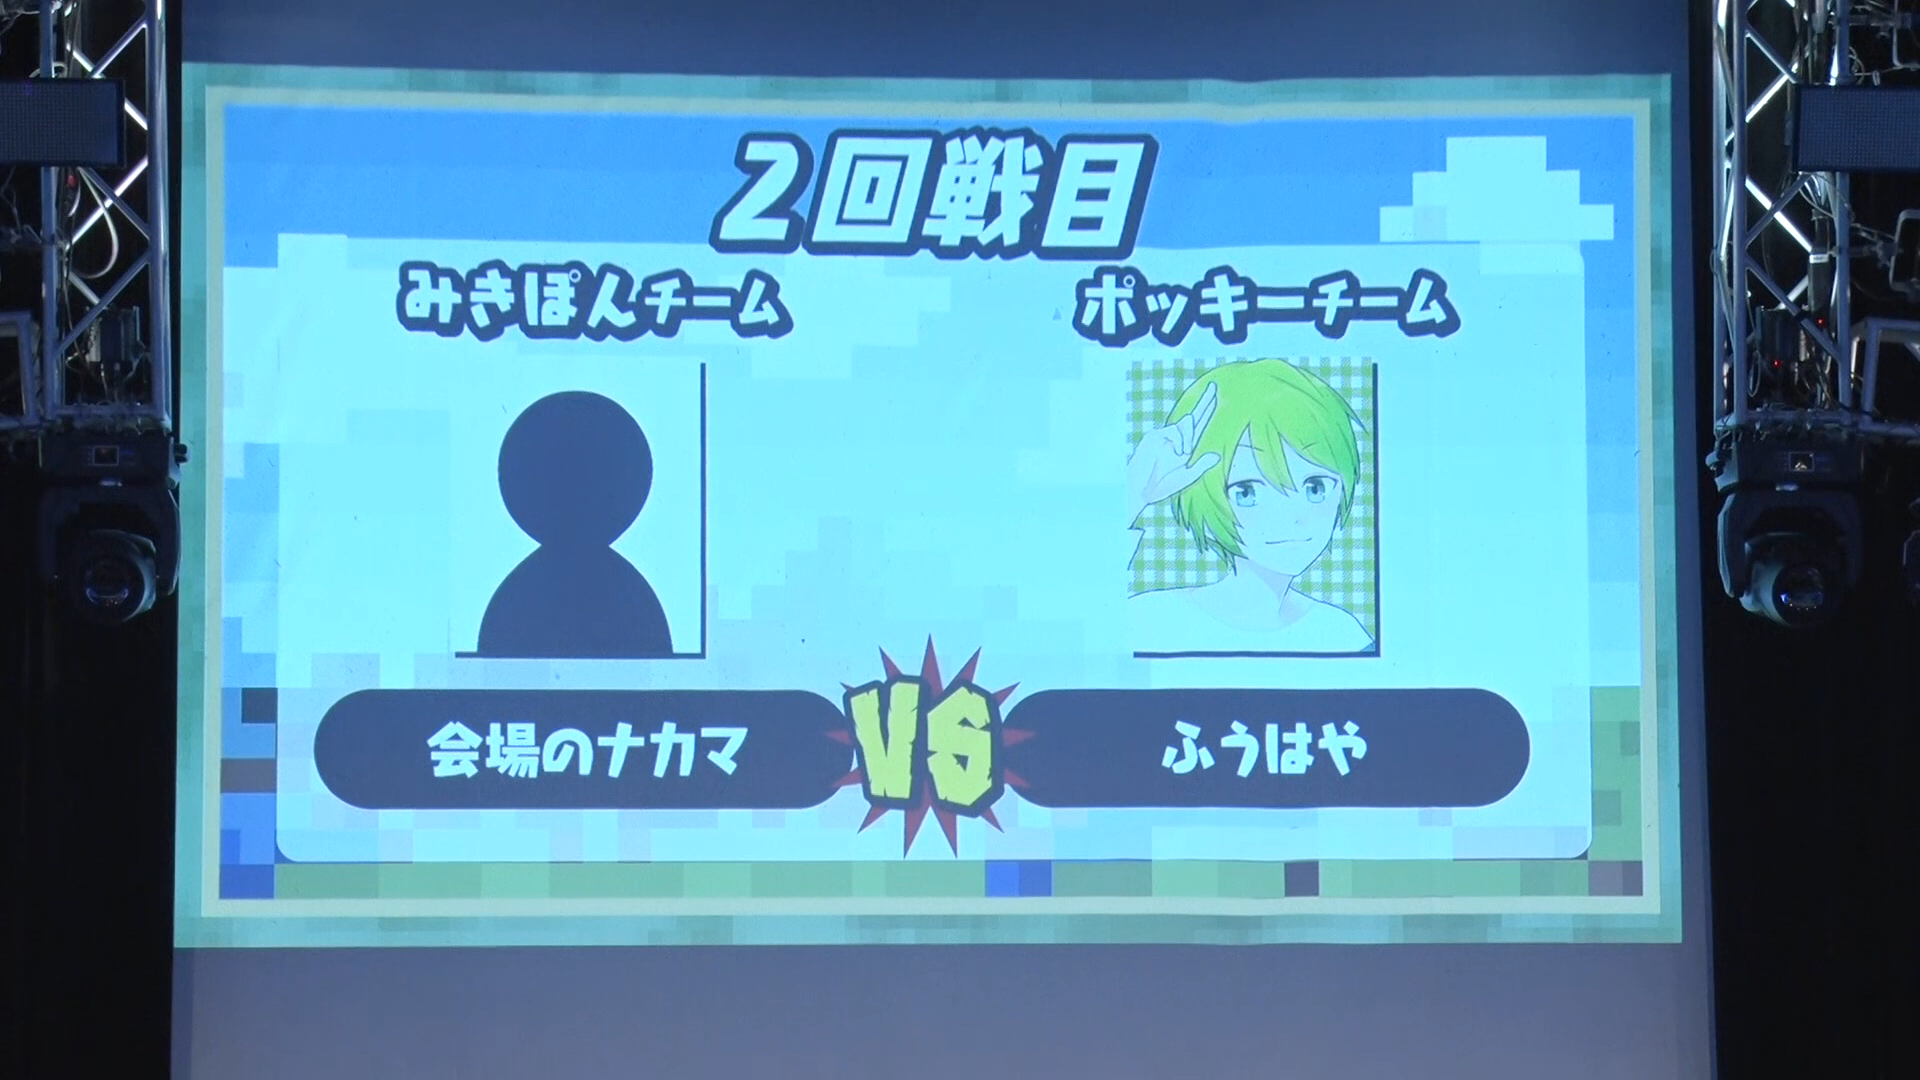 2回戦目
みきぽんチーム
ポッキーチーム
会場のナカマ
VS
ふうはや